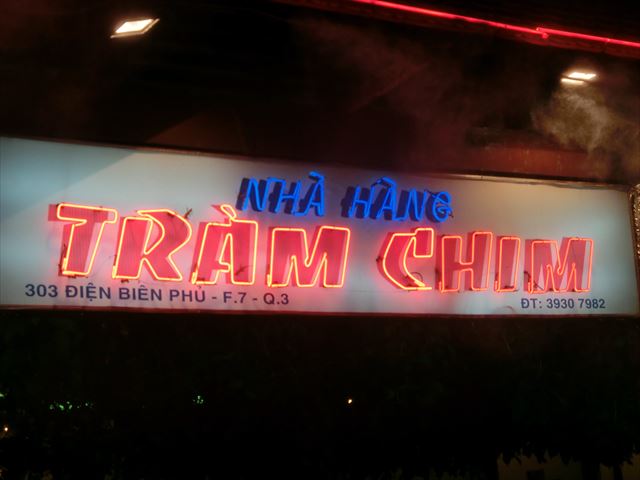 NHÀ HÀNG
TRÀM CHIM
303 ĐIỆN BIÊN PHỦ - F.7 - Q.3
ĐT: 3930 7982